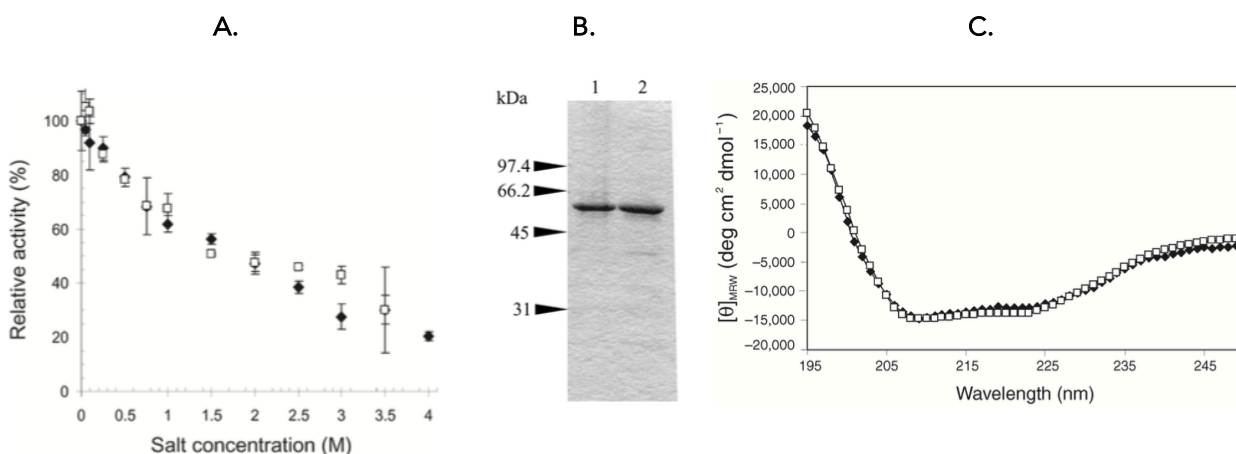 A.
B.
C.
Relative activity (%)
100
80
60
40
20
0
0 0.5 1 1.5 2 2.5 3 3.5 4
Salt concentration (M)
kDa
1 2
97.4
66.2
45
31
[θ]MRW (deg cm² dmol⁻¹)
25,000
20,000
15,000
10,000
5,000
0
−5,000
−10,000
−15,000
−20,000
195 205 215 225 235 245
Wavelength (nm)